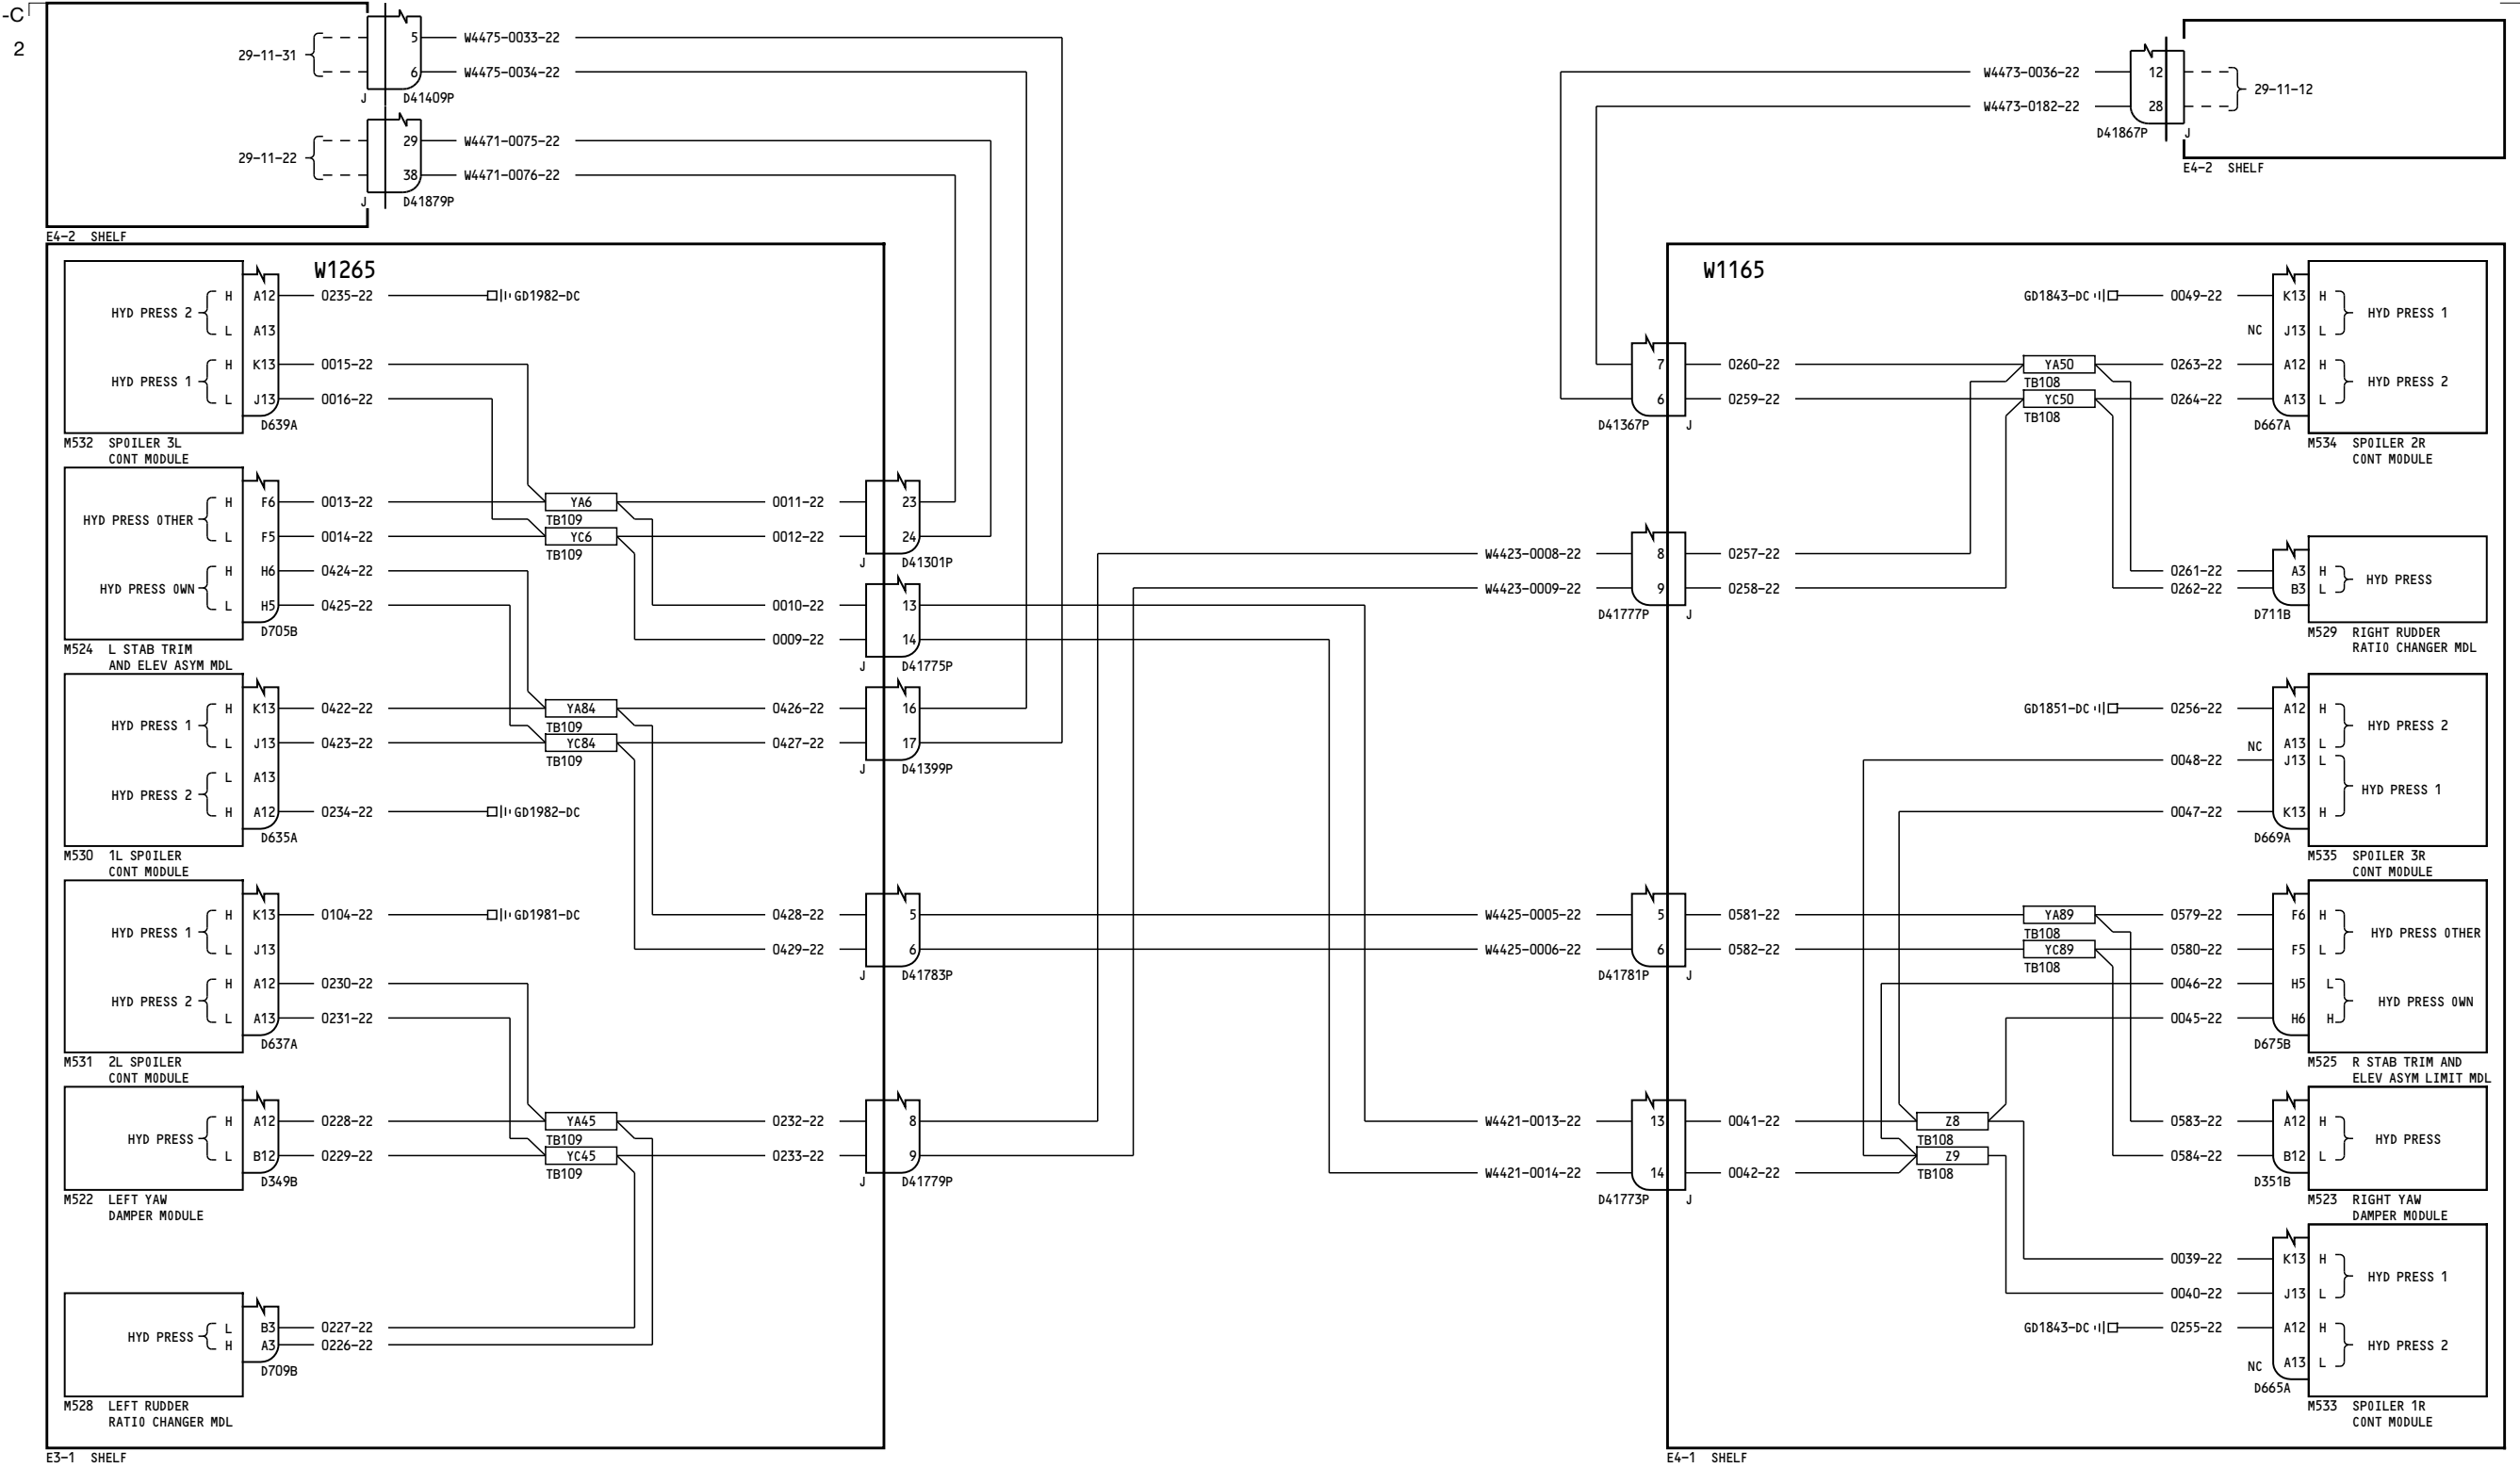 -C
2
29-11-31
5
W4475-0033-22
6
W4475-0034-22
J
D41409P
29-11-22
29
W4471-0075-22
38
W4471-0076-22
J
D41879P
E4-2 SHELF
W4473-0036-22
12
W4473-0182-22
28
29-11-12
D41867P
J
E4-2 SHELF
W1265
HYD PRESS 2
H
A12
0235-22
GD1982-DC
L
A13
HYD PRESS 1
H
K13
0015-22
L
J13
0016-22
D639A
M532 SPOILER 3L
CONT MODULE
HYD PRESS OTHER
H
F6
0013-22
YA6
TB109
0011-22
23
L
F5
0014-22
YC6
TB109
0012-22
24
J
D41301P
HYD PRESS OWN
H
H6
0424-22
L
H5
0425-22
D705B
0010-22
13
0009-22
14
J
D41775P
M524 L STAB TRIM
AND ELEV ASYM MDL
HYD PRESS 1
H
K13
0422-22
YA84
TB109
0426-22
16
L
J13
0423-22
YC84
TB109
0427-22
17
J
D41399P
HYD PRESS 2
L
A13
H
A12
0234-22
GD1982-DC
D635A
M530 1L SPOILER
CONT MODULE
HYD PRESS 1
H
K13
0104-22
GD1981-DC
L
J13
0428-22
5
0429-22
6
J
D41783P
HYD PRESS 2
H
A12
0230-22
L
A13
0231-22
D637A
M531 2L SPOILER
CONT MODULE
HYD PRESS
H
A12
0228-22
YA45
TB109
0232-22
8
L
B12
0229-22
YC45
TB109
0233-22
9
J
D41779P
D349B
M522 LEFT YAW
DAMPER MODULE
HYD PRESS
L
B3
0227-22
H
A3
0226-22
D709B
M528 LEFT RUDDER
RATIO CHANGER MDL
E3-1 SHELF
W4423-0008-22
W4423-0009-22
W4425-0005-22
W4425-0006-22
W4421-0013-22
W4421-0014-22
W1165
GD1843-DC
0049-22
K13
H
HYD PRESS 1
NC
J13
L
7
0260-22
YA50
TB108
0263-22
A12
H
HYD PRESS 2
6
0259-22
YC50
TB108
0264-22
A13
L
D41367P
J
D667A
M534 SPOILER 2R
CONT MODULE
8
0257-22
9
0258-22
D41777P
J
0261-22
A3
H
HYD PRESS
0262-22
B3
L
D711B
M529 RIGHT RUDDER
RATIO CHANGER MDL
GD1851-DC
0256-22
A12
H
HYD PRESS 2
NC
A13
L
0048-22
J13
L
HYD PRESS 1
0047-22
K13
H
D669A
M535 SPOILER 3R
CONT MODULE
5
0581-22
YA89
TB108
0579-22
F6
H
HYD PRESS OTHER
6
0582-22
YC89
TB108
0580-22
F5
L
D41781P
J
0046-22
H5
L
HYD PRESS OWN
0045-22
H6
H
D675B
M525 R STAB TRIM AND
ELEV ASYM LIMIT MDL
13
0041-22
Z8
TB108
0583-22
A12
H
HYD PRESS
14
0042-22
Z9
TB108
0584-22
B12
L
D41773P
J
D351B
M523 RIGHT YAW
DAMPER MODULE
0039-22
K13
H
HYD PRESS 1
0040-22
J13
L
GD1843-DC
0255-22
A12
H
HYD PRESS 2
NC
A13
L
D665A
M533 SPOILER 1R
CONT MODULE
E4-1 SHELF